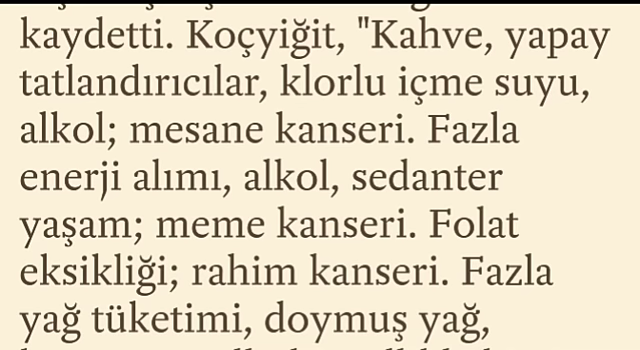 kaydetti. Koçyiğit, "Kahve, yapay
tatlandırıcılar, klorlu içme suyu,
alkol; mesane kanseri. Fazla
enerji alımı, alkol, sedanter
yaşam; meme kanseri. Folat
eksikliği; rahim kanseri. Fazla
yağ tüketimi, doymuş yağ,